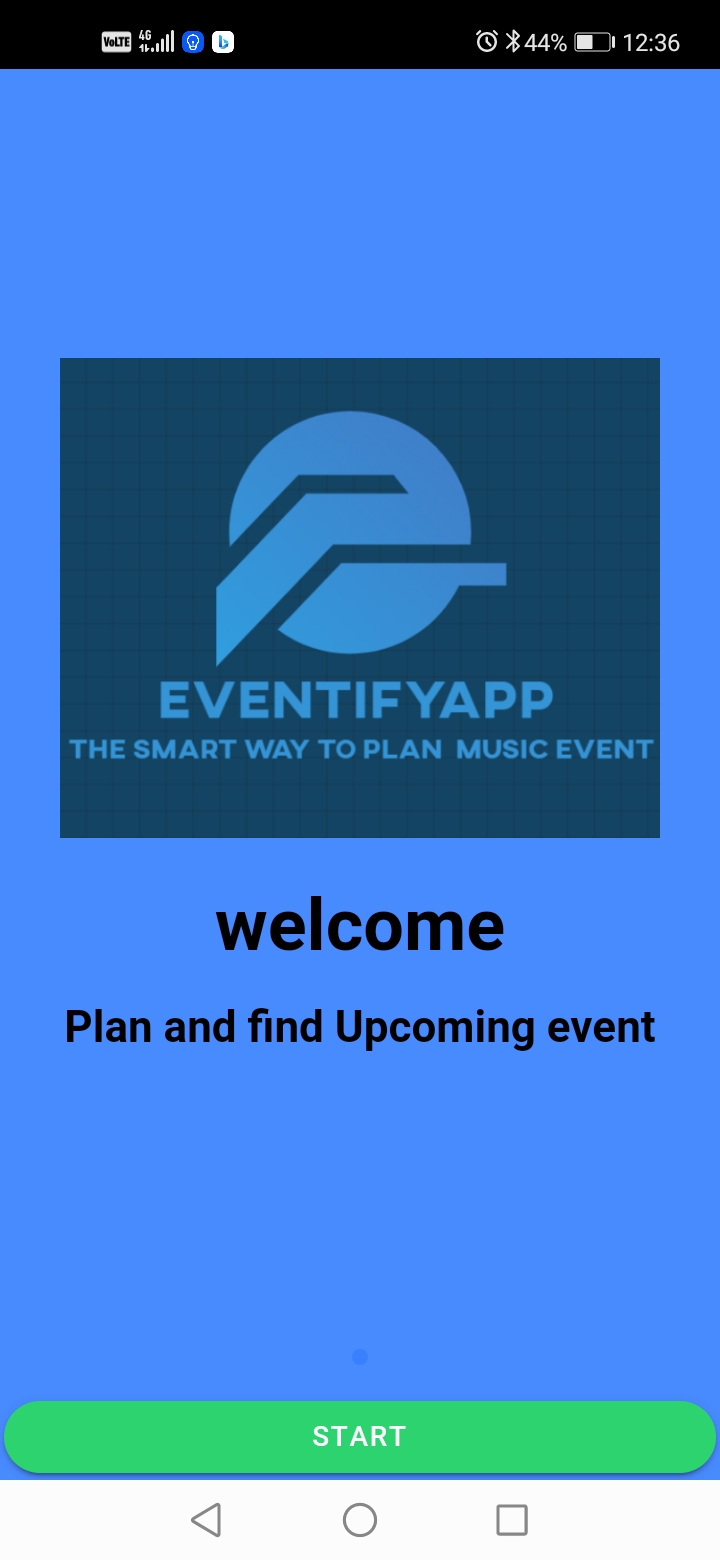 VoLTE 4G 44% 12:36
EVENTIFYAPP
THE SMART WAY TO PLAN MUSIC EVENT
welcome
Plan and find Upcoming event
START